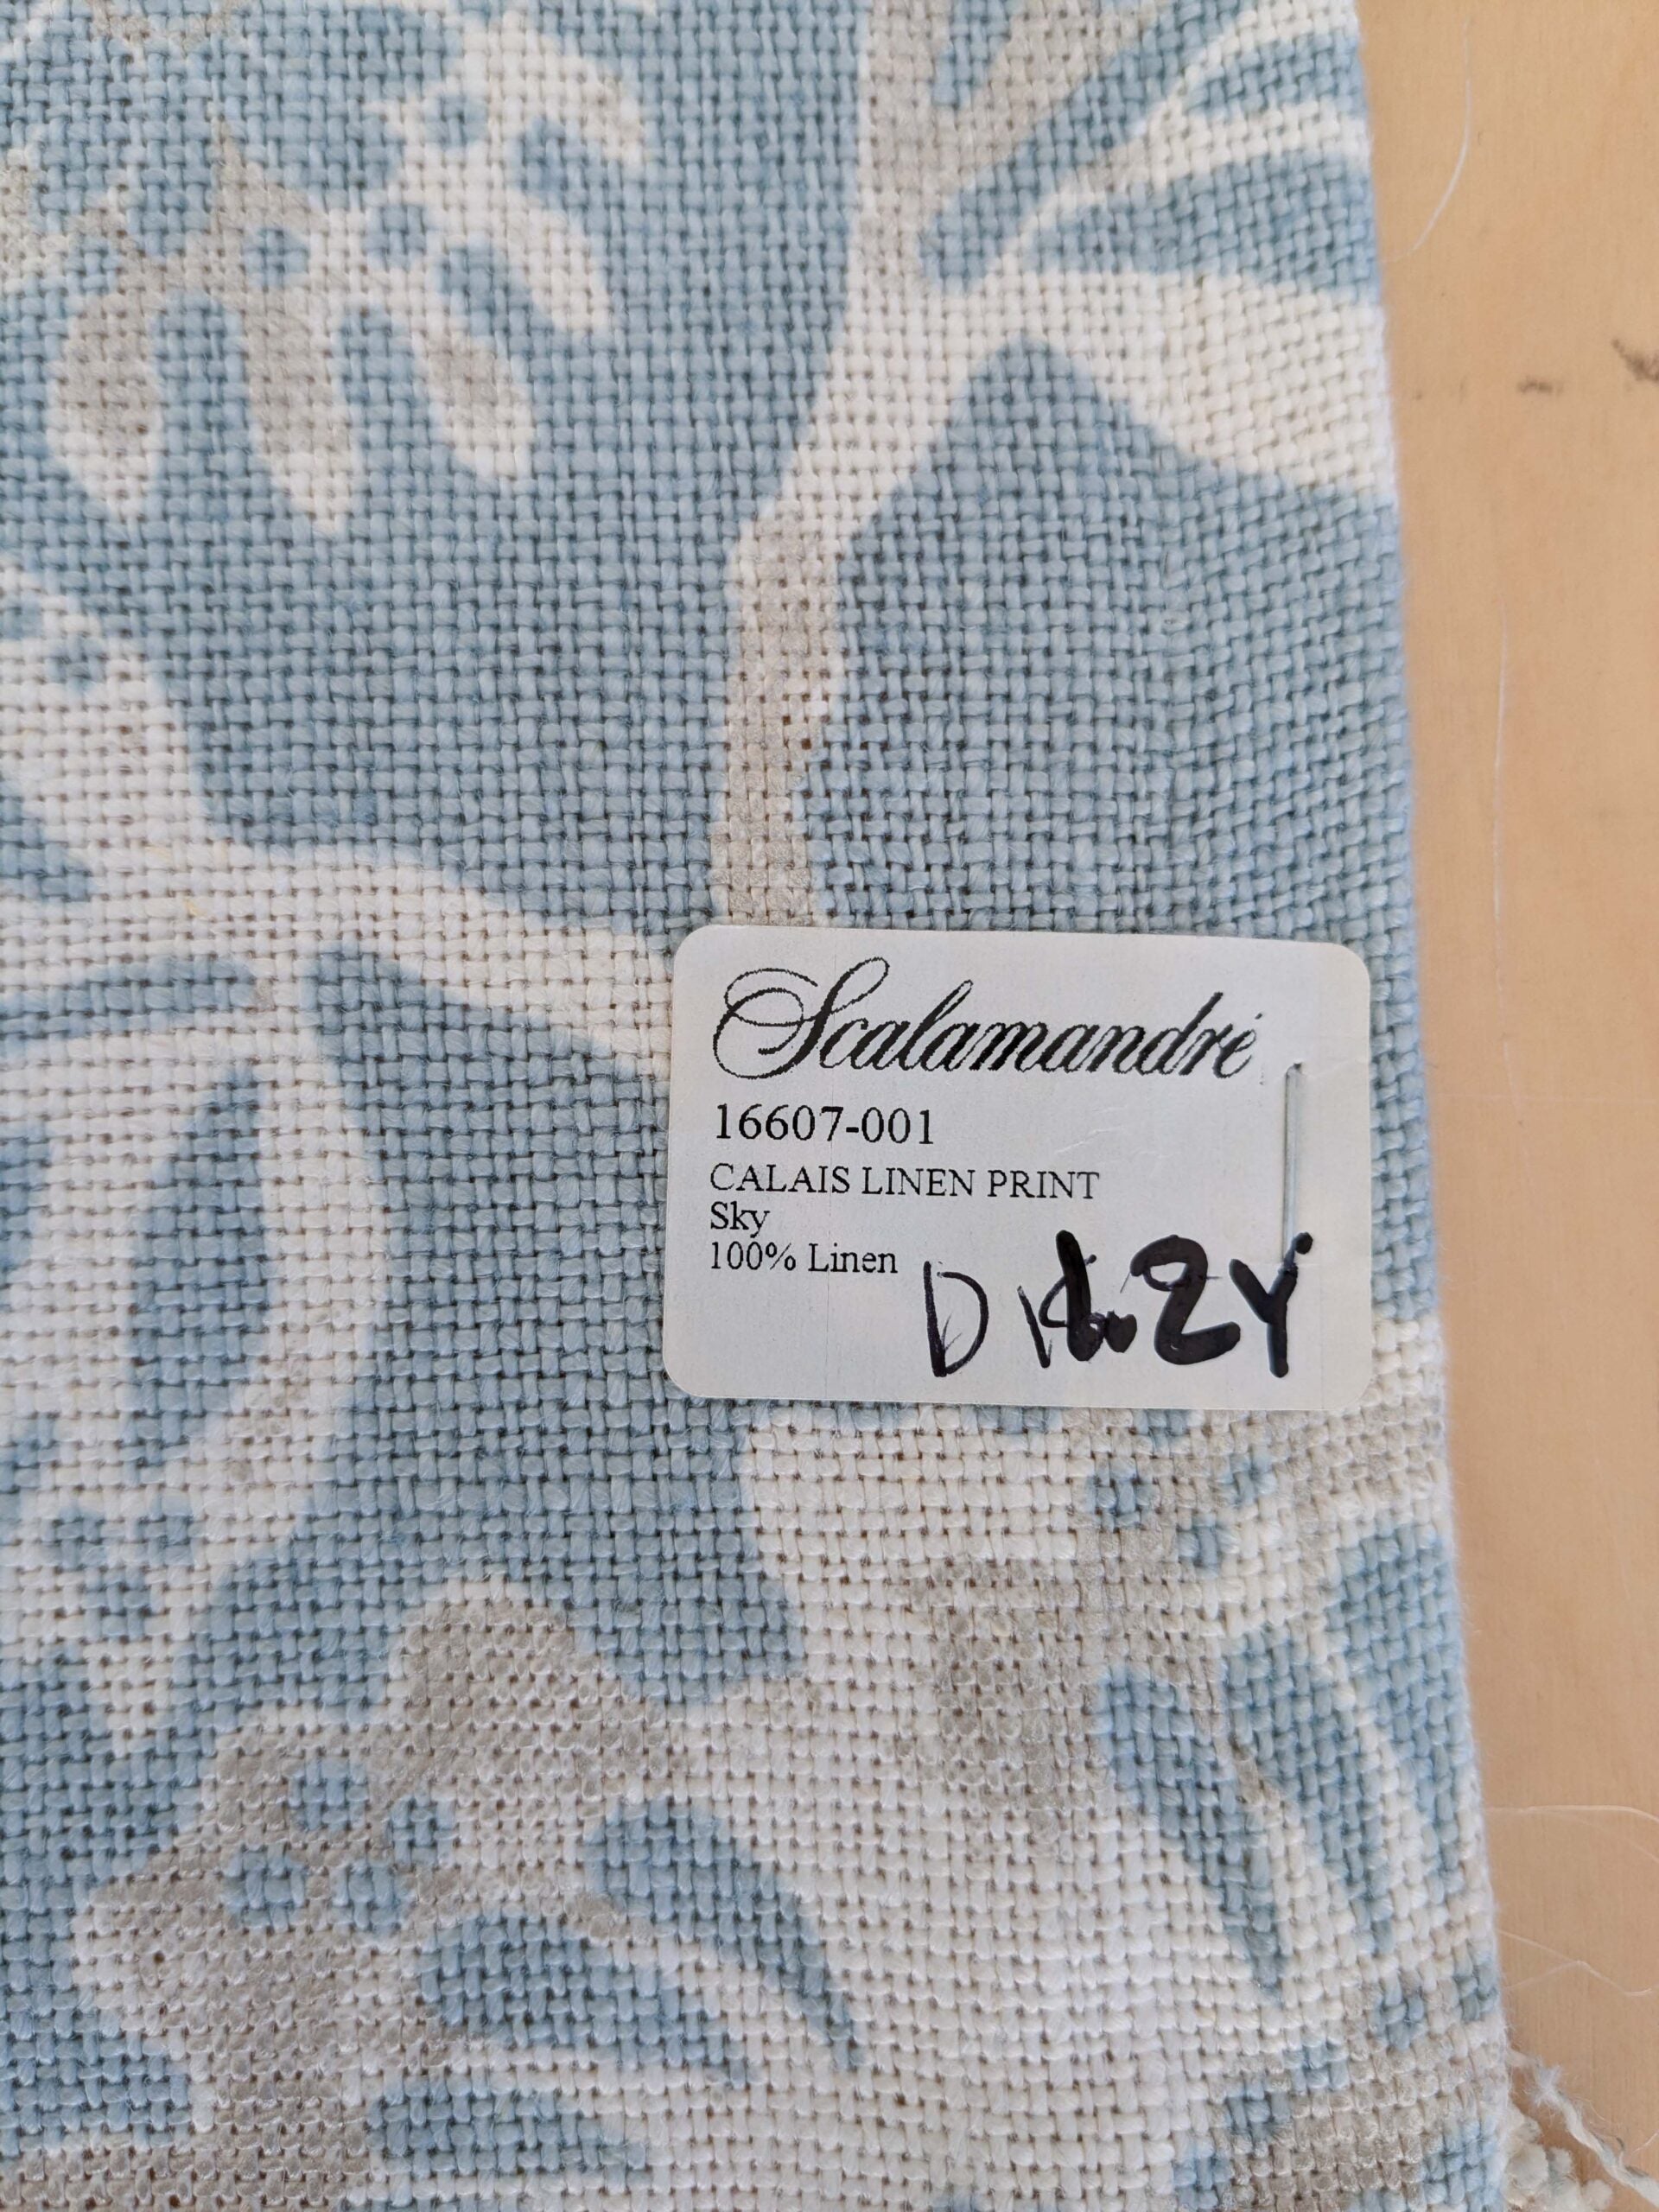 Scalamandré
16607-001
CALAIS LINEN PRINT
Sky
100% Linen